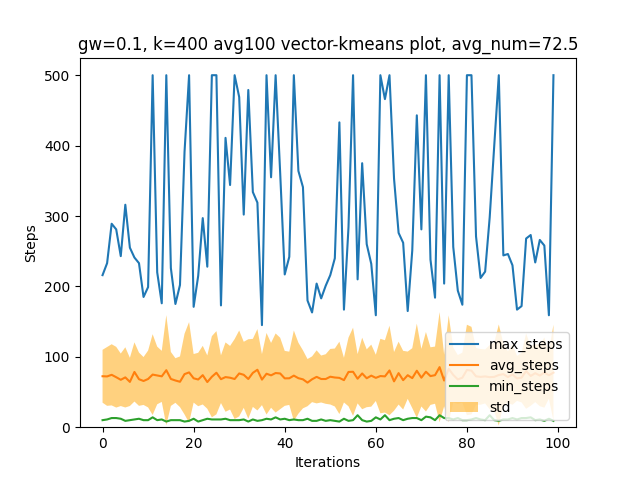 gw=0.1, k=400 avg100 vector-kmeans plot, avg_num=72.5
500
400
300
200
100
0
Steps
max_steps
avg_steps
min_steps
std
0 20 40 60 80 100
Iterations